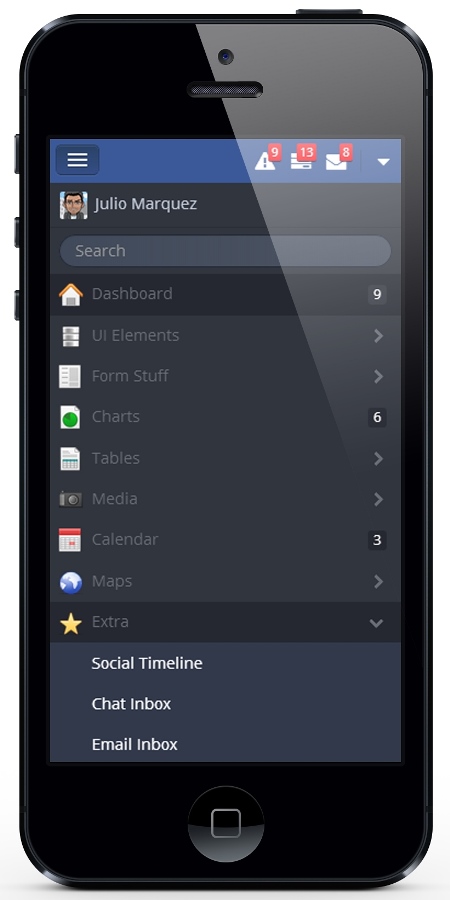 9 13 8
Julio Marquez
Search
Dashboard 9
UI Elements
Form Stuff
Charts 6
Tables
Media
Calendar 3
Maps
Extra
Social Timeline
Chat Inbox
Email Inbox